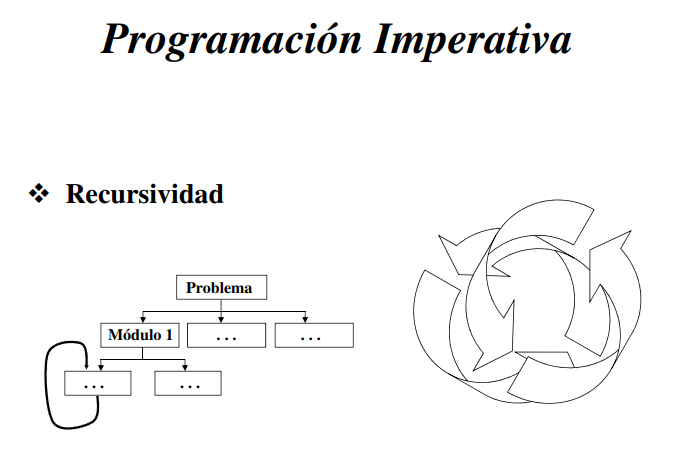 Programación Imperativa
❖ Recursividad
Problema
Módulo 1 ... ...
... ...